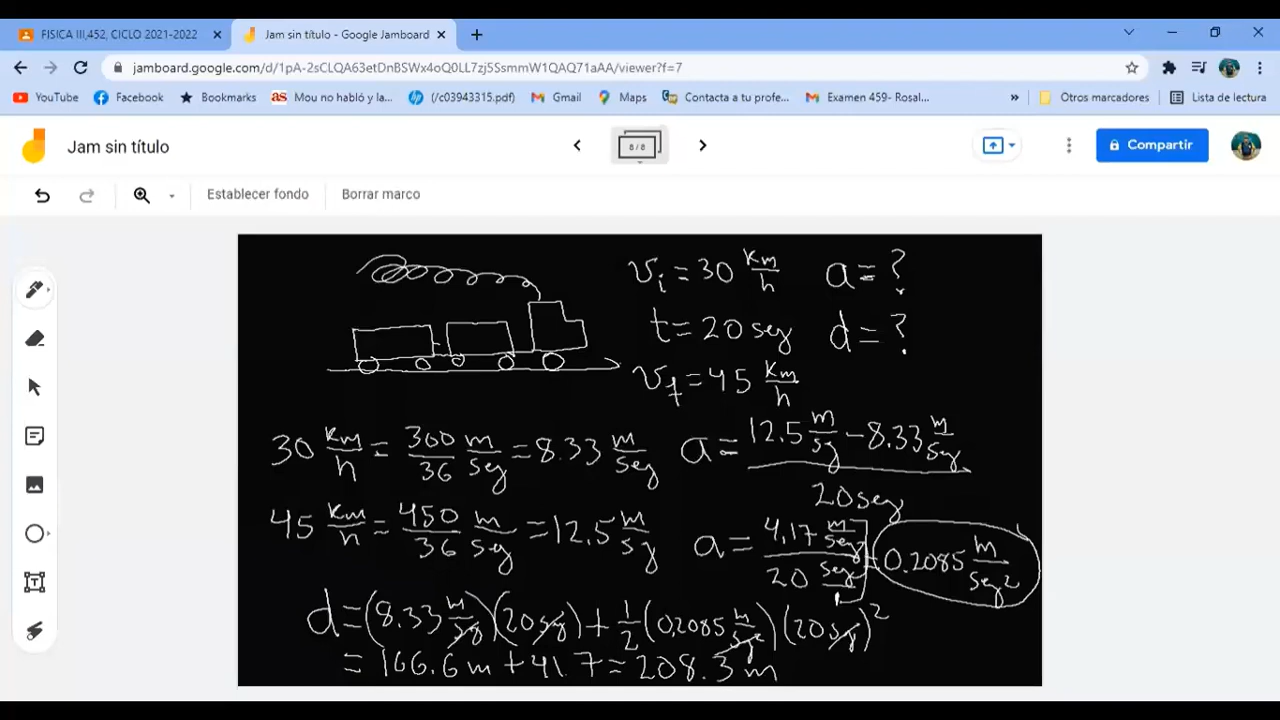 FISICA III,452, CICLO 2021-2022
Jam sin título - Google Jamboard
jamboard.google.com/d/1pA-2sCLQA63etDnBSWx4oQ0LL7zj5SsmmW1QAQ71aAA/viewer?f=7
YouTube
Facebook
Bookmarks
as Mou no habló y la...
(/c03943315.pdf)
Gmail
Maps
Contacta a tu profe...
Examen 459- Rosal...
»
Otros marcadores
Lista de lectura
Jam sin título
8 / 8
Compartir
Establecer fondo
Borrar marco
vi = 30 km/h a = ?
t = 20 seg d = ?
vf = 45 km/h
30 km/h = 300/36 m/seg = 8.33 m/seg
a = (12.5 m/sg - 8.33 m/seg) / 20 seg
45 km/h = 450/36 m/seg = 12.5 m/sg
a = (4.17 m/seg) / (20 seg) = 0.2085 m/seg²
d = (8.33 m/sg)(20 sg) + 1/2 (0.2085 m/sg²)(20 sg)²
= 166.6 m + 41.7 = 208.3 m